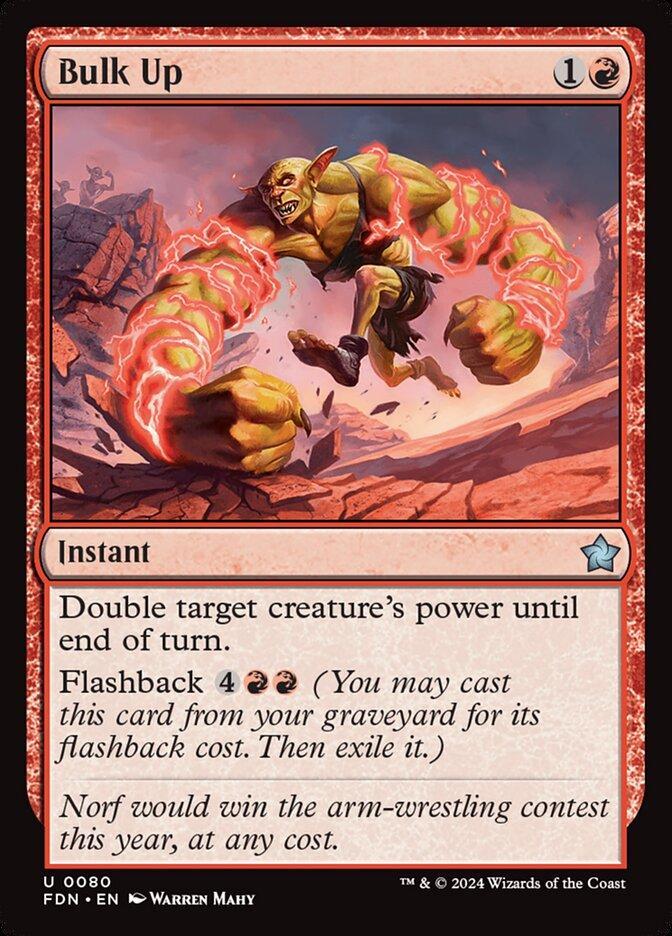 Bulk Up 1
Instant
Double target creature's power until
end of turn.
Flashback 4 (You may cast
this card from your graveyard for its
flashback cost. Then exile it.)
Norf would win the arm-wrestling contest
this year, at any cost.
U 0080
™ & © 2024 Wizards of the Coast
FDN • EN Warren Mahy